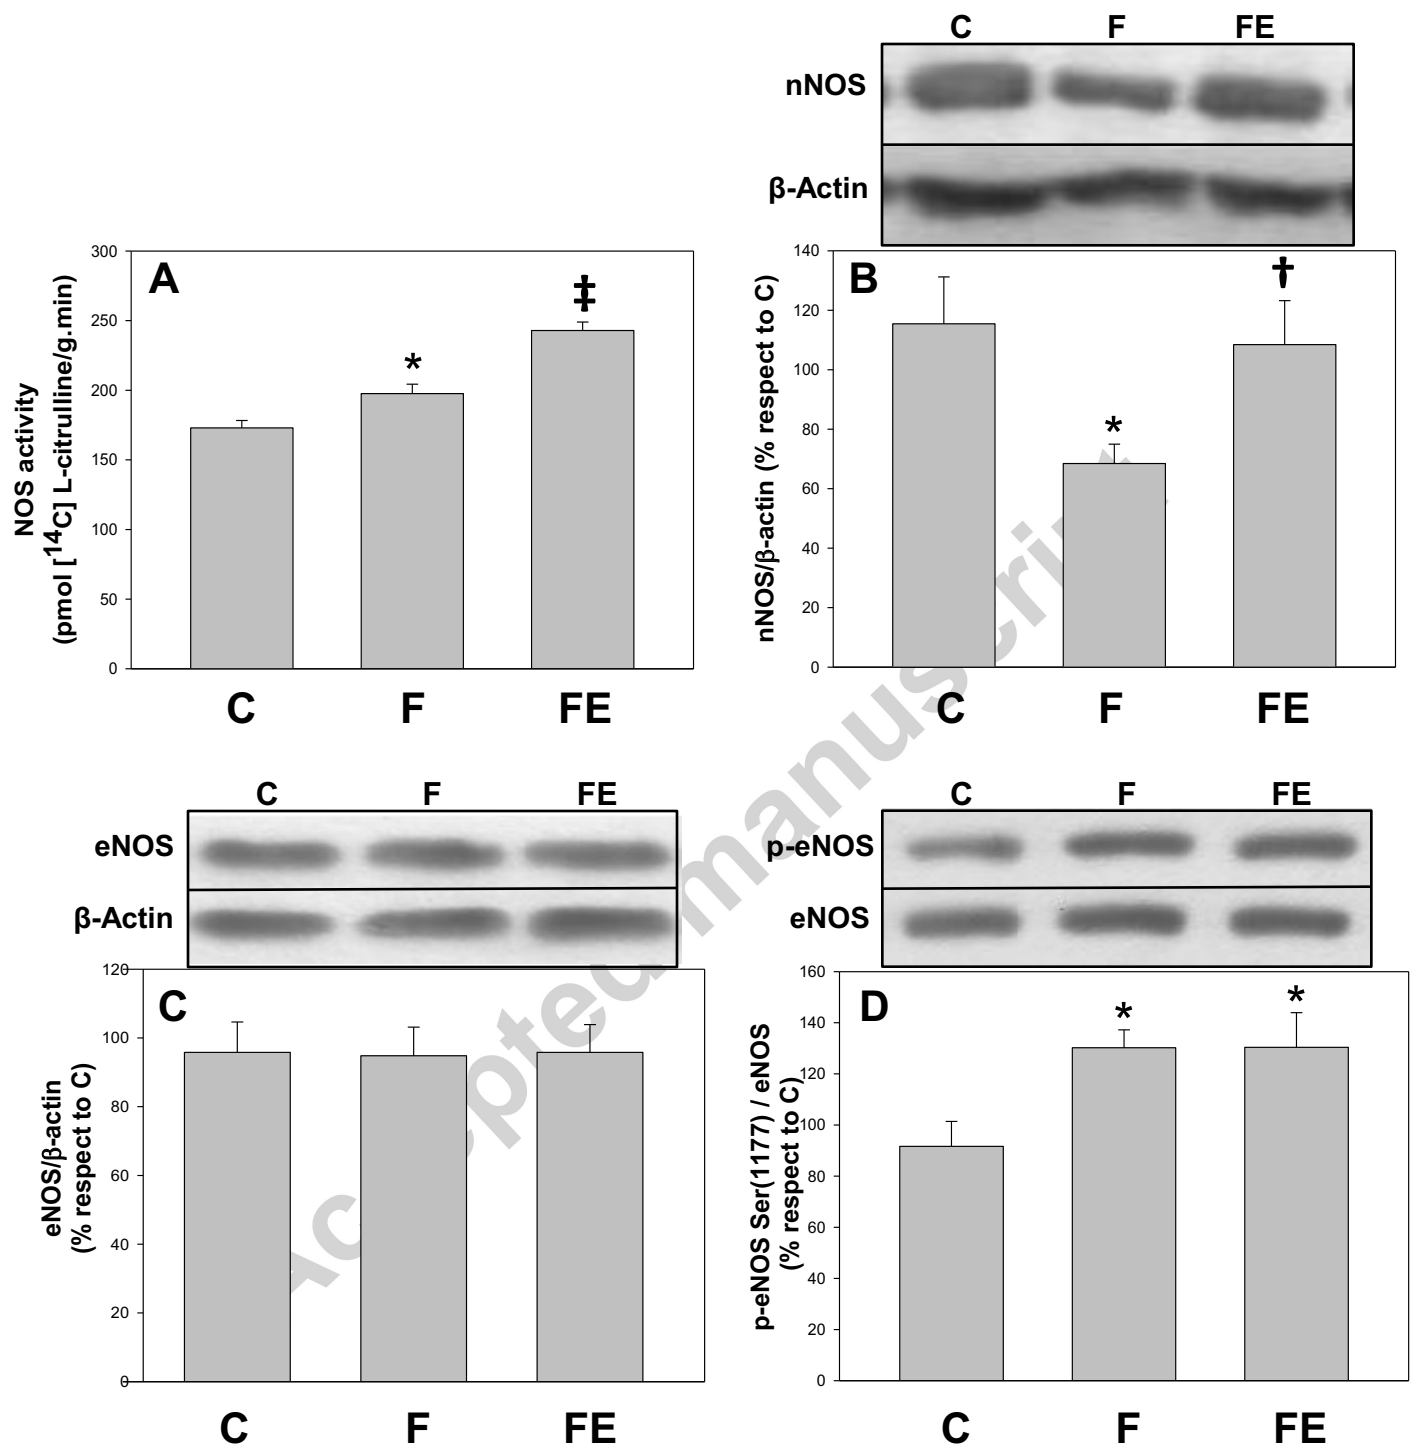 C F FE
nNOS
β-Actin
A
300
250
200
150
100
50
0
NOS activity
(pmol [14C] L-citrulline/g.min)
*
‡
C F FE
B
140
120
100
80
60
40
20
0
nNOS/β-actin (% respect to C)
*
†
C F FE
C F FE
eNOS
β-Actin
C
120
100
80
60
40
20
0
eNOS/β-actin
(% respect to C)
C F FE
C F FE
p-eNOS
eNOS
D
160
140
120
100
80
60
40
20
0
p-eNOS Ser(1177) / eNOS
(% respect to C)
*
*
C F FE
Accepted manuscript